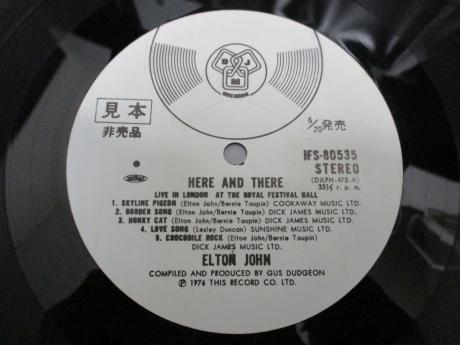 D J
M
RECORDS
見本
非売品
6/20発売
IFS-80535
STEREO
(DJLPH-473-A)
33⅓ r. p. m.
HERE AND THERE
LIVE IN LONDON AT THE ROYAL FESTIVAL HALL
1. SKYLINE PIGEON (Elton John/Bernie Taupin) COOKAWAY MUSIC LTD.
2. BORDER SONG (Elton John/Bernie Taupin) DICK JAMES MUSIC LTD.
3. HONKY CAT (Elton John/Bernie Taupin) DICK JAMES MUSIC LTD.
4. LOVE SONG (Lesley Duncan) SUNSHINE MUSIC LTD.
5. CROCODILE ROCK (Elton John/Bernie Taupin)
DICK JAMES MUSIC LTD.
ELTON JOHN
COMPILED AND PRODUCED BY GUS DUDGEON
Ⓟ 1976 THIS RECORD CO. LTD.